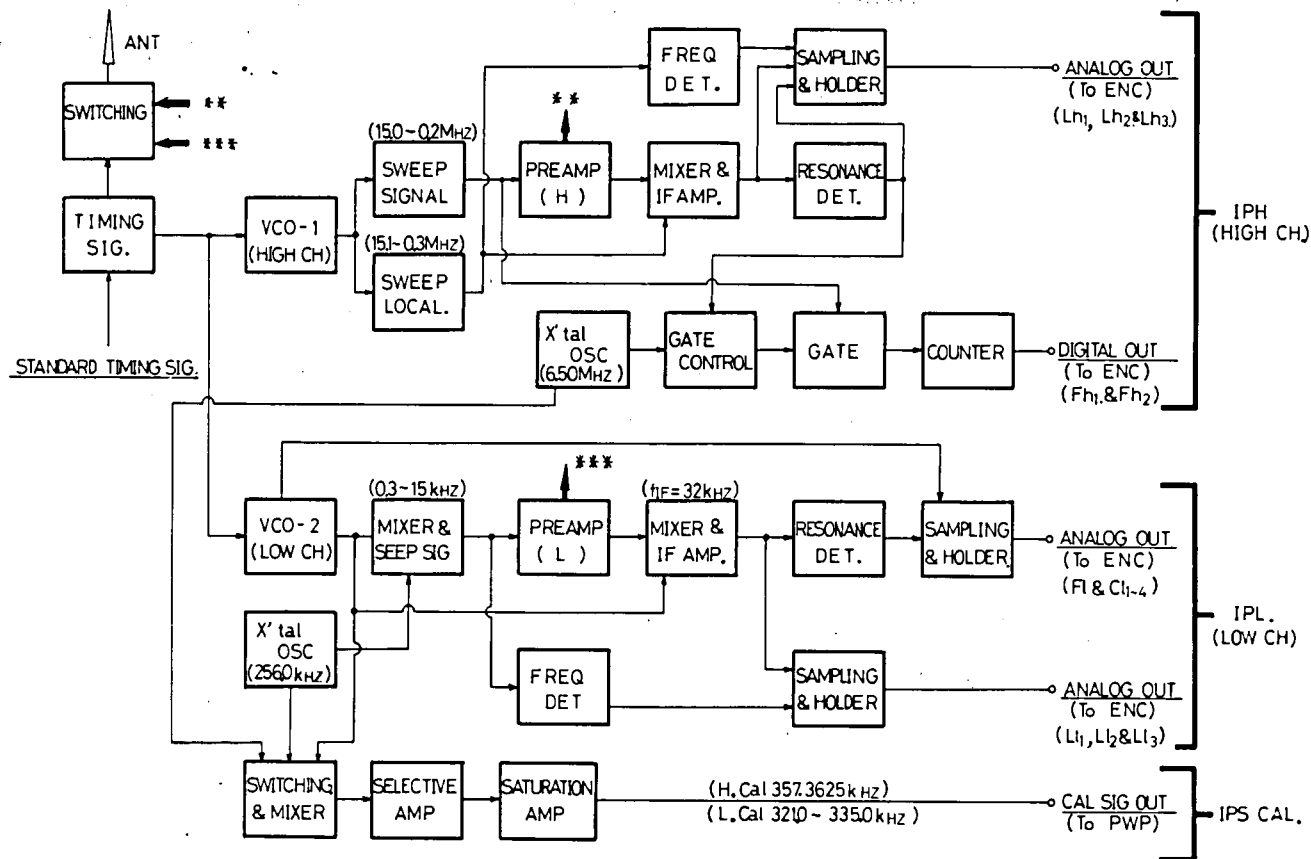 ANT
SWITCHING
**
***
TIMING
SIG.
STANDARD TIMING SIG.
VCO-1
(HIGH CH)
(15.0~0.2MHZ)
SWEEP
SIGNAL
(15.1~0.3MHZ)
SWEEP
LOCAL.
FREQ
DET.
SAMPLING
& HOLDER
ANALOG OUT
(To ENC)
(Lh1, Lh2&Lh3.)
**
PREAMP
(H)
MIXER &
IF AMP.
RESONANCE
DET.
IPH
(HIGH CH.)
X'tal
OSC
(6.50MHZ)
GATE
CONTROL
GATE
COUNTER
DIGITAL OUT
(To ENC)
(Fh1.&Fh2)
VCO-2
(LOW CH)
(0.3~15kHZ)
MIXER &
SEEP SIG
***
PREAMP
(L)
(fIF=32kHZ)
MIXER &
IF AMP.
RESONANCE
DET.
SAMPLING
& HOLDER
ANALOG OUT
(To ENC)
(Fl & Cl1~4)
IPL.
(LOW CH)
X'tal
OSC
(256.0kHZ)
FREQ
DET
SAMPLING
& HOLDER
ANALOG OUT
(To ENC)
(Ll1,Ll2&Ll3)
SWITCHING
& MIXER
SELECTIVE
AMP
SATURATION
AMP
(H.Cal 357.3625kHZ)
(L.Cal 321.0~335.0kHZ)
CAL SIG OUT
(To PWP)
IPS CAL.